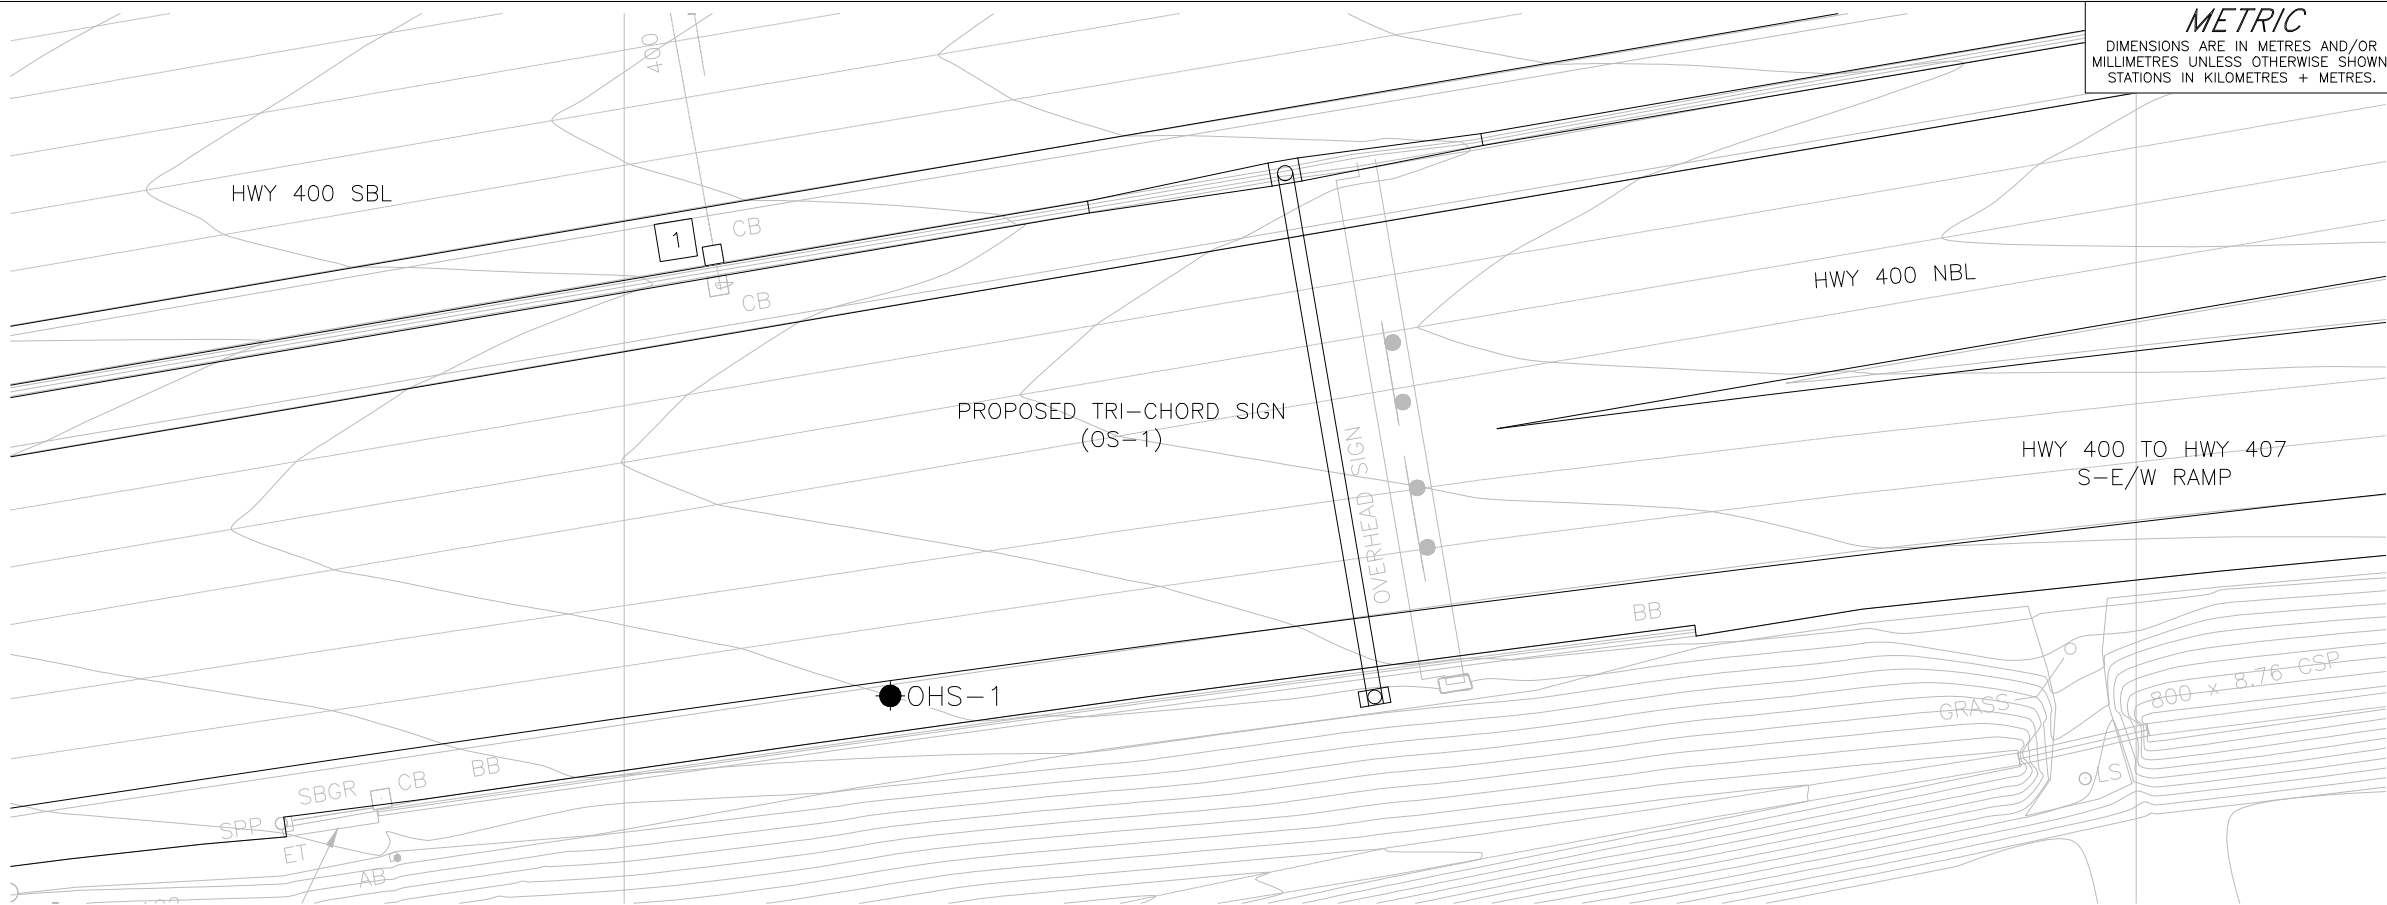 METRIC
DIMENSIONS ARE IN METRES AND/OR
MILLIMETRES UNLESS OTHERWISE SHOWN
STATIONS IN KILOMETRES + METRES.
400
HWY 400 SBL
1
CB
CB
HWY 400 NBL
PROPOSED TRI-CHORD SIGN
(OS-1)
OVERHEAD SIGN
HWY 400 TO HWY 407
S-E/W RAMP
BB
OHS-1
800 x 8.76 CSP
GRASS
LS
BB
CB
SBGR
SPP
ET
AB